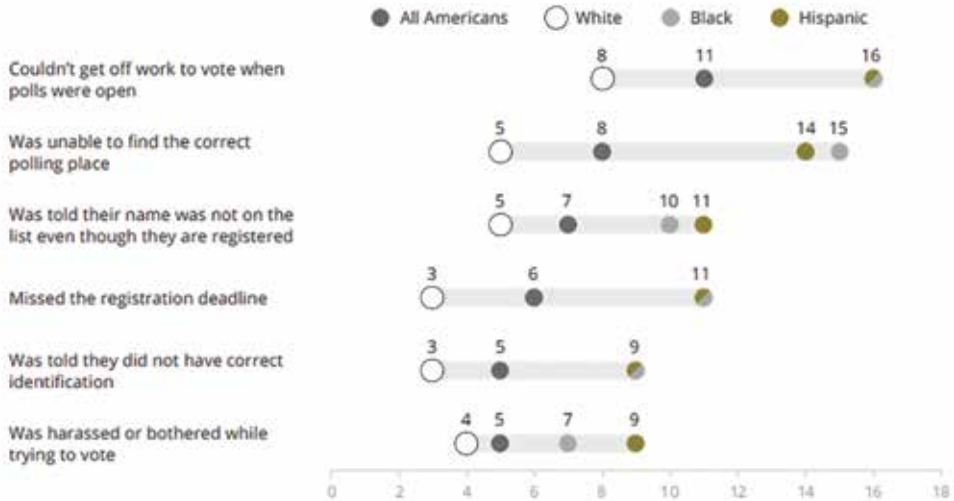 All Americans White Black Hispanic
8 11 16
Couldn't get off work to vote when
polls were open
5 8 14 15
Was unable to find the correct
polling place
5 7 10 11
Was told their name was not on the
list even though they are registered
3 6 11
Missed the registration deadline
3 5 9
Was told they did not have correct
identification
4 5 7 9
Was harassed or bothered while
trying to vote
0 2 4 6 8 10 12 14 16 18